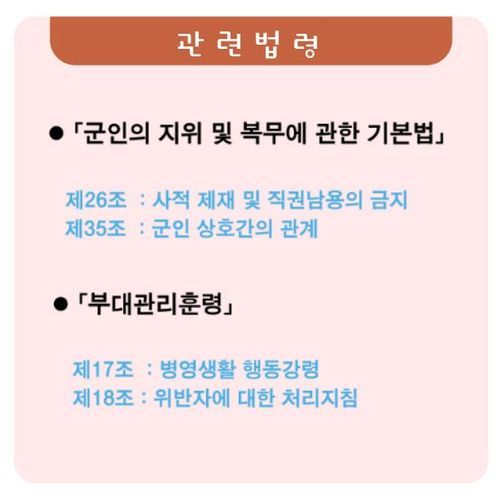 관 련 법 령
● 「군인의 지위 및 복무에 관한 기본법」
제26조 : 사적 제재 및 직권남용의 금지
제35조 : 군인 상호간의 관계
● 「부대관리훈령」
제17조 : 병영생활 행동강령
제18조 : 위반자에 대한 처리지침